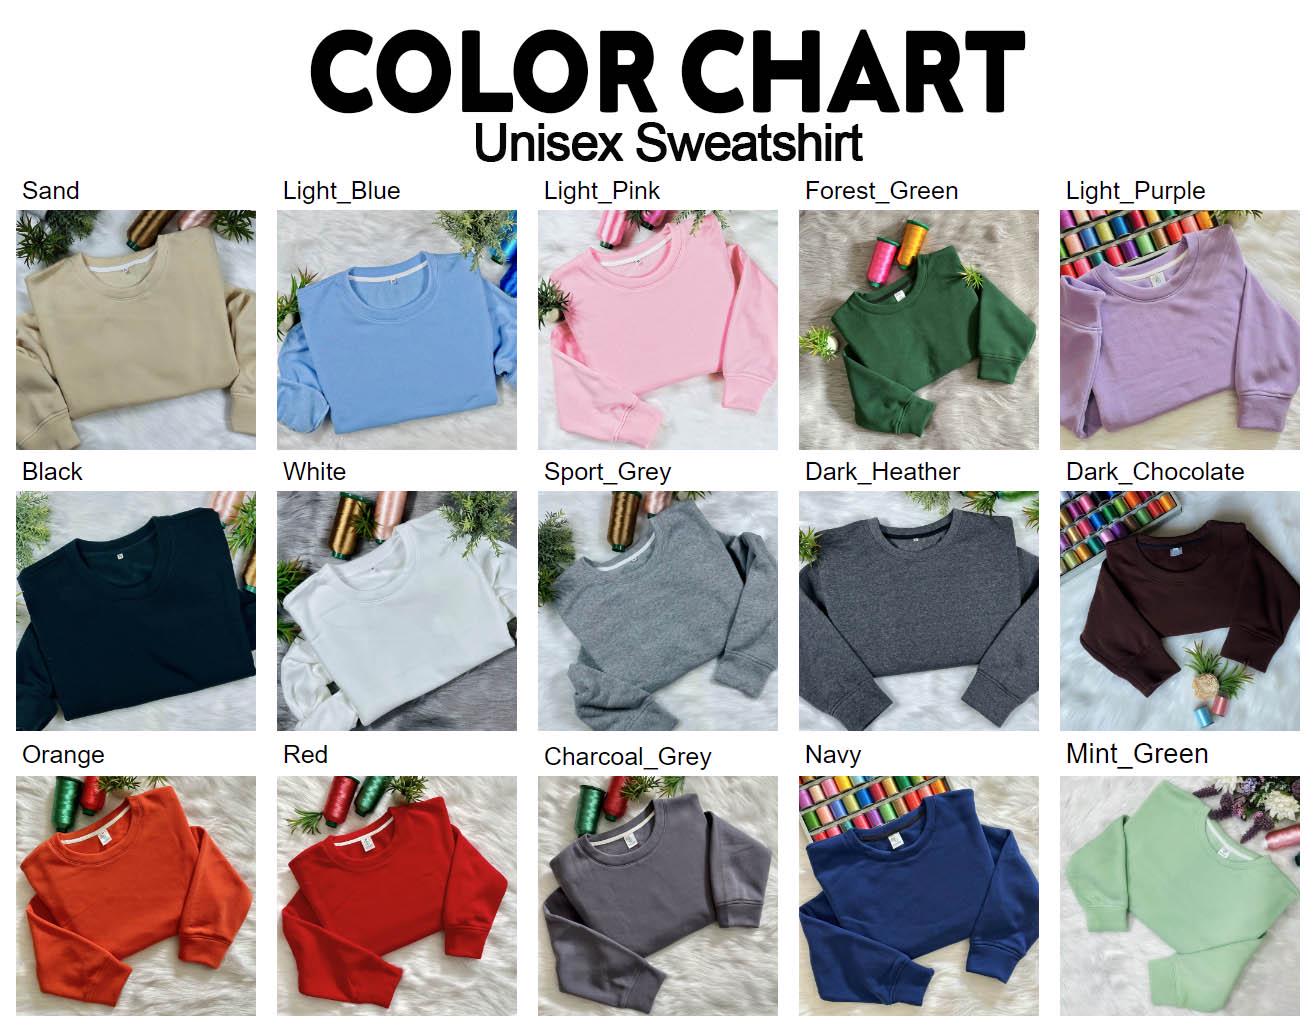 COLOR CHART
Unisex Sweatshirt
Sand
Light_Blue
Light_Pink
Forest_Green
Light_Purple
Black
White
Sport_Grey
Dark_Heather
Dark_Chocolate
Orange
Red
Charcoal_Grey
Navy
Mint_Green